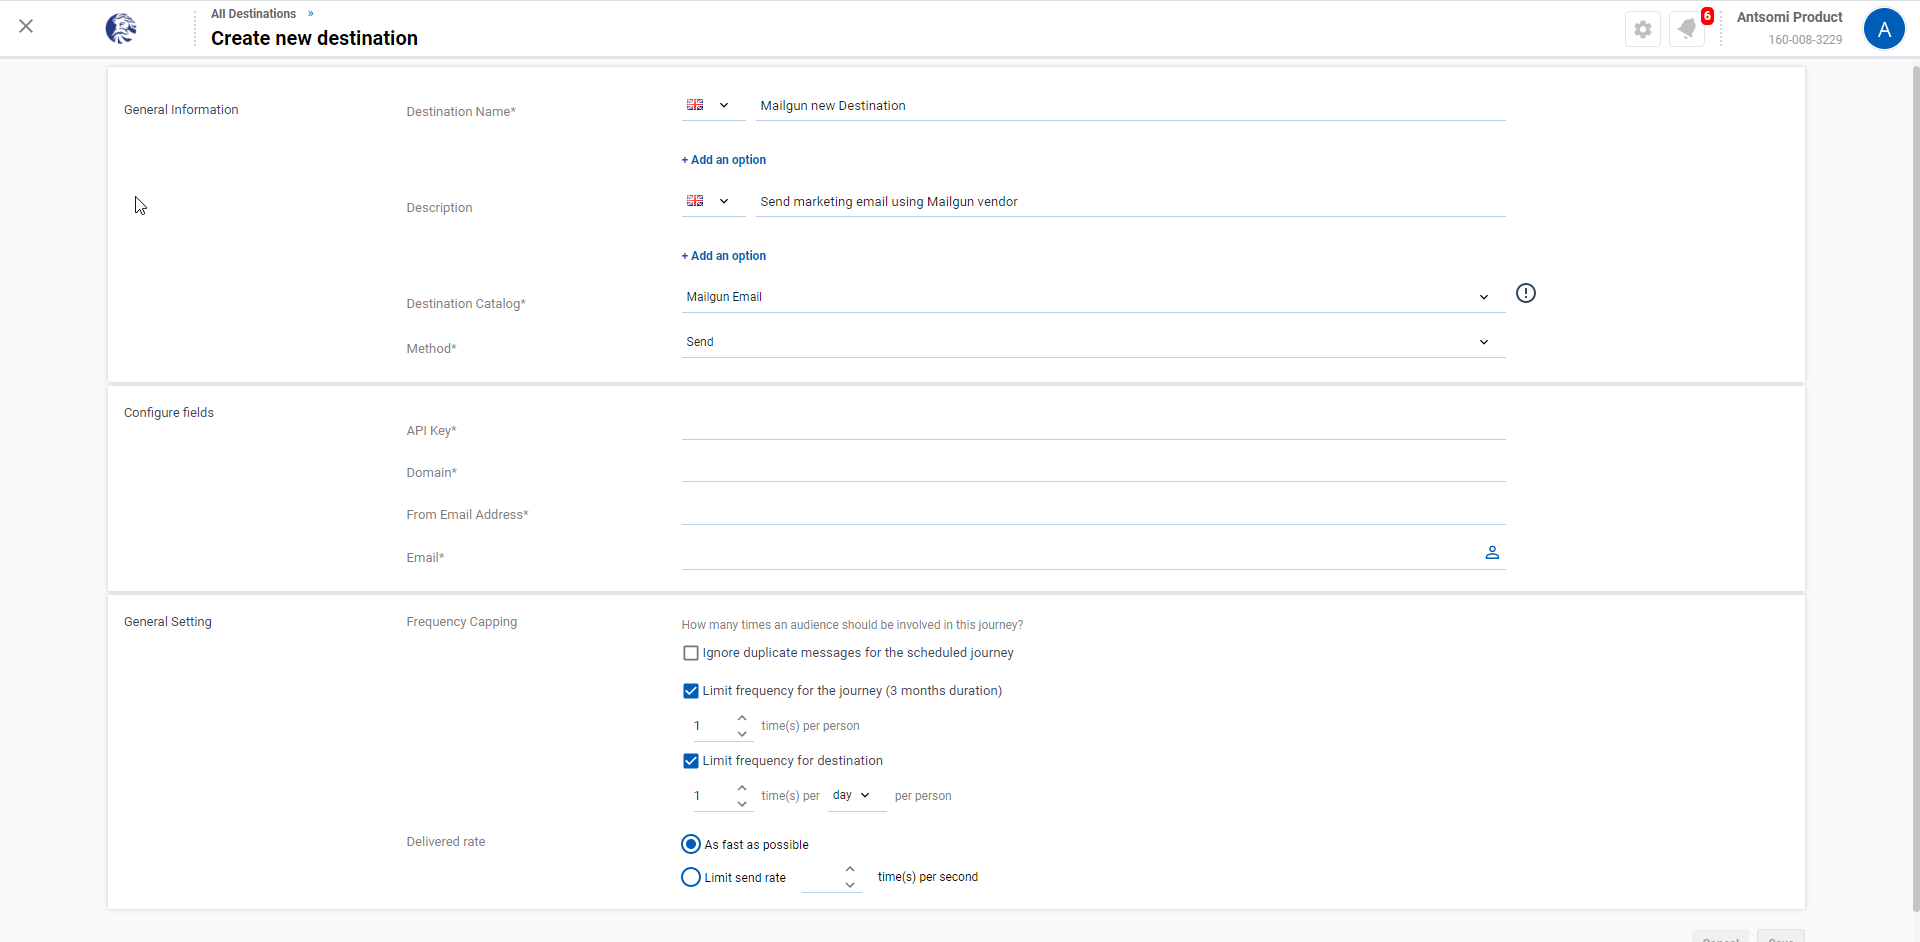 All Destinations »
Create new destination
6
Antsomi Product
160-008-3229
A
General Information
Destination Name*
Mailgun new Destination
+ Add an option
Description
Send marketing email using Mailgun vendor
+ Add an option
Destination Catalog*
Mailgun Email
Method*
Send
Configure fields
API Key*
Domain*
From Email Address*
Email*
General Setting
Frequency Capping
How many times an audience should be involved in this journey?
Ignore duplicate messages for the scheduled journey
Limit frequency for the journey (3 months duration)
1 time(s) per person
Limit frequency for destination
1 time(s) per day per person
Delivered rate
As fast as possible
Limit send rate time(s) per second